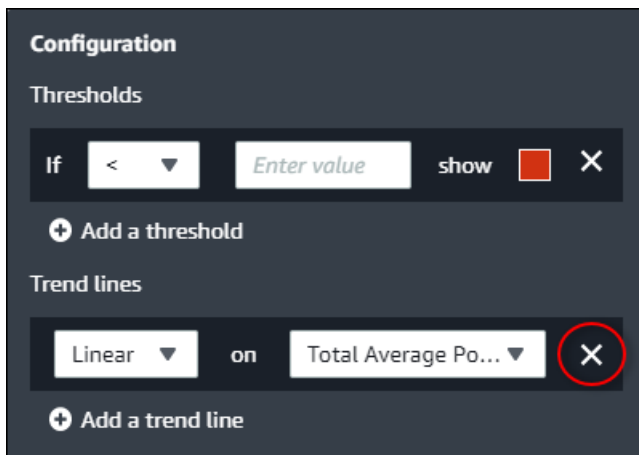 Configuration
Thresholds
If < Enter value show
Add a threshold
Trend lines
Linear on Total Average Po...
Add a trend line